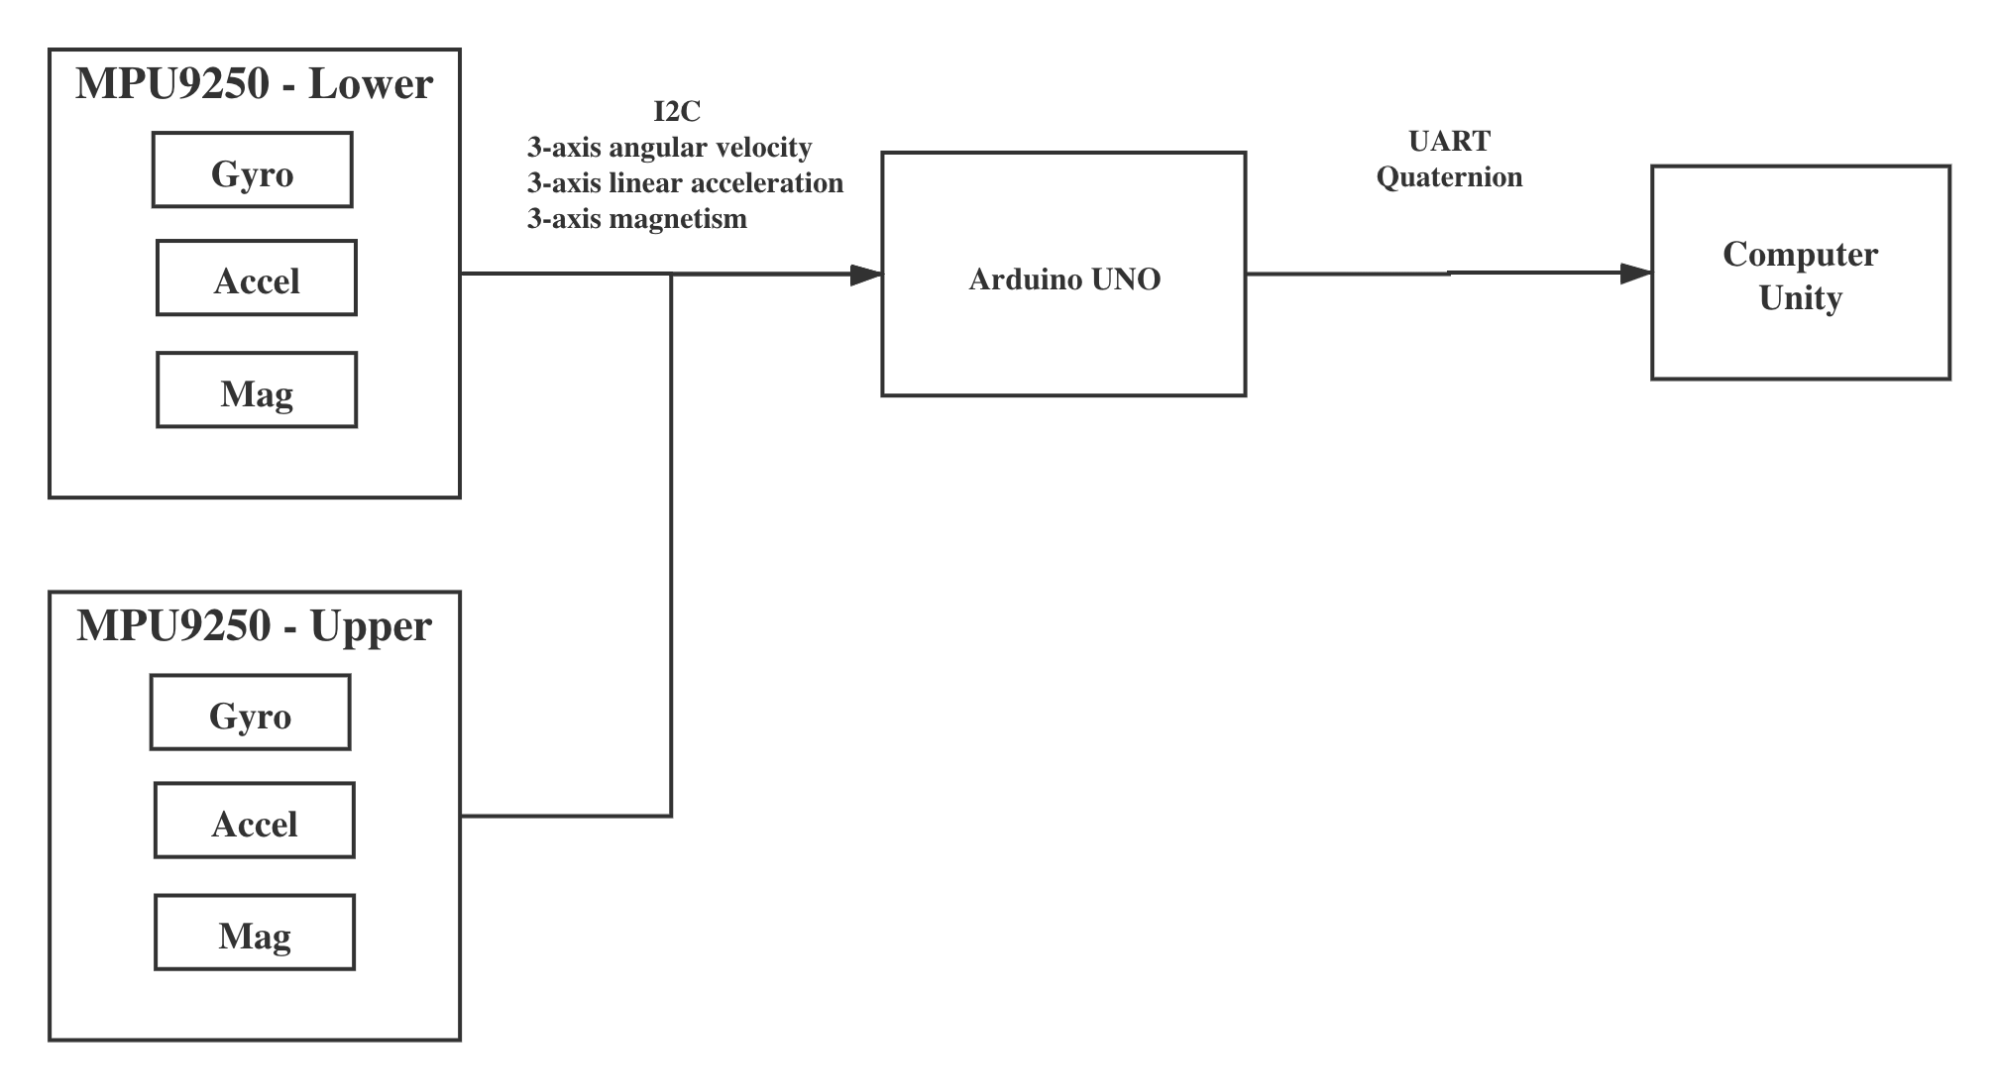 MPU9250 - Lower
Gyro
Accel
Mag
I2C
3-axis angular velocity
3-axis linear acceleration
3-axis magnetism
Arduino UNO
UART
Quaternion
Computer
Unity
MPU9250 - Upper
Gyro
Accel
Mag